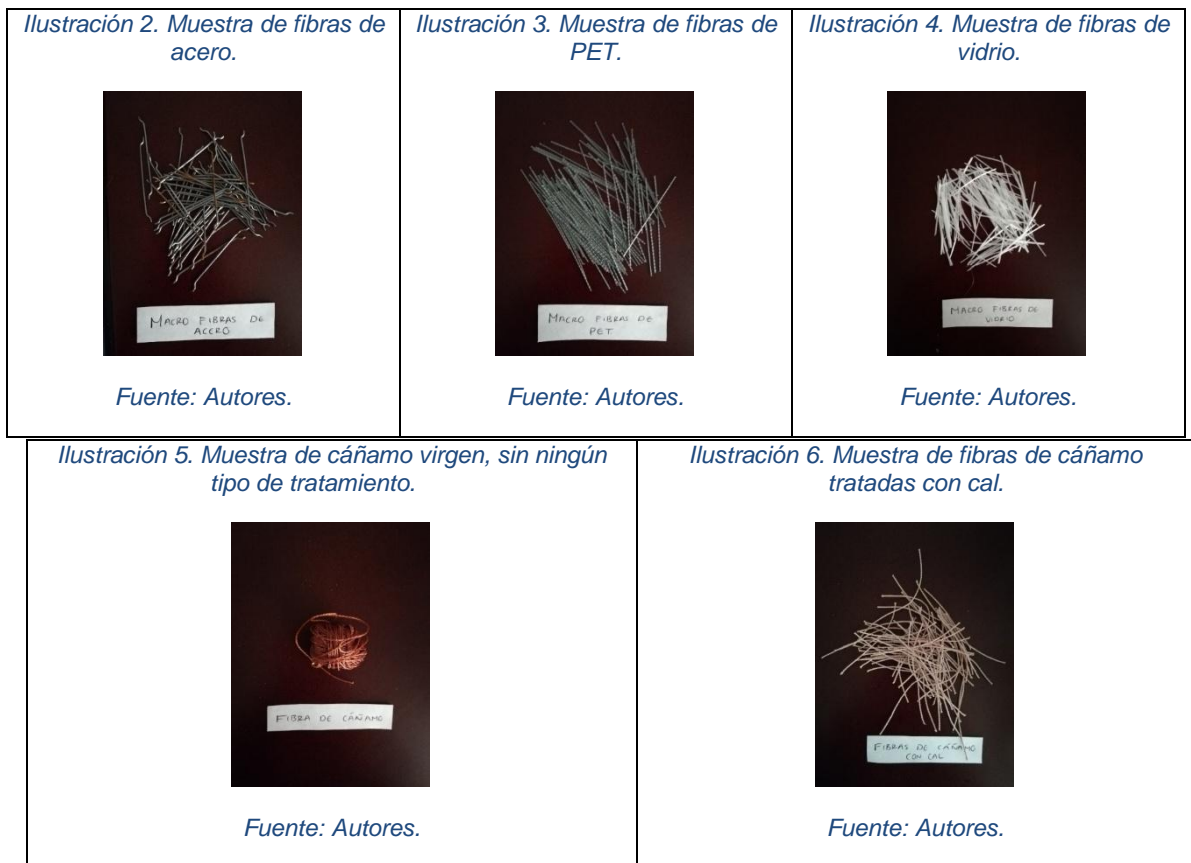 Ilustración 2. Muestra de fibras de
acero.
MACRO FIBRAS DE
ACERO
Fuente: Autores.
Ilustración 3. Muestra de fibras de
PET.
MACRO FIBRAS DE
PET
Fuente: Autores.
Ilustración 4. Muestra de fibras de
vidrio.
MACRO FIBRAS DE
VIDRIO
Fuente: Autores.
Ilustración 5. Muestra de cáñamo virgen, sin ningún
tipo de tratamiento.
FIBRA DE CÁÑAMO
Fuente: Autores.
Ilustración 6. Muestra de fibras de cáñamo
tratadas con cal.
FIBRAS DE CÁÑAMO
CON CAL
Fuente: Autores.